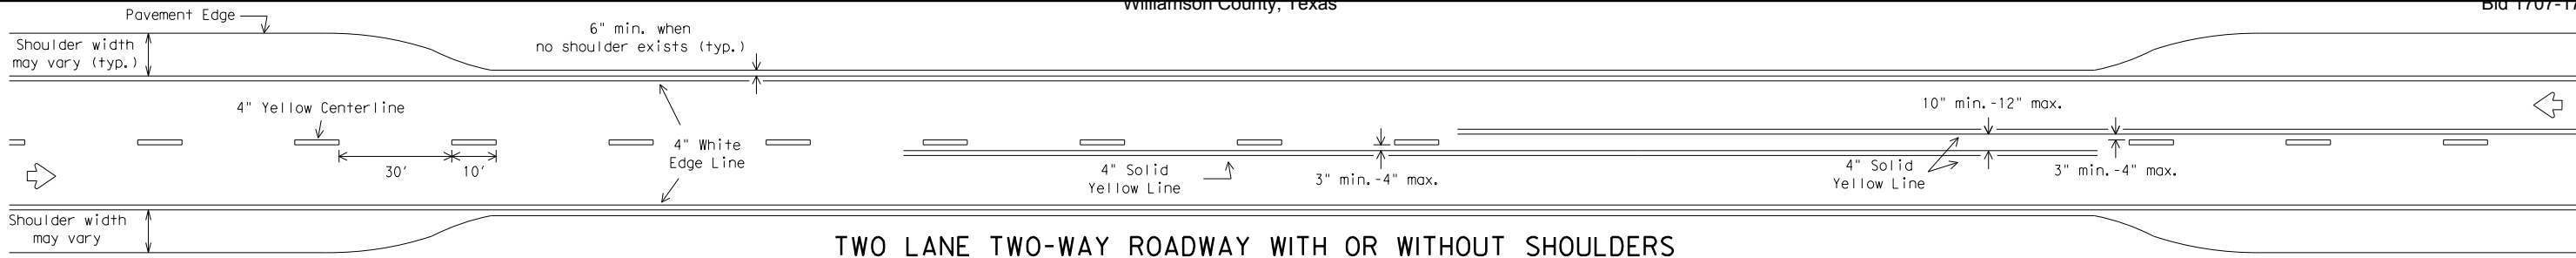 Williamson County, Texas
Bid 1707-17
Pavement Edge
Shoulder width
may vary (typ.)
6" min. when
no shoulder exists (typ.)
4" Yellow Centerline
30'
10'
4" White
Edge Line
4" Solid
Yellow Line
3" min.-4" max.
10" min.-12" max.
4" Solid
Yellow Line
3" min.-4" max.
Shoulder width
may vary
TWO LANE TWO-WAY ROADWAY WITH OR WITHOUT SHOULDERS